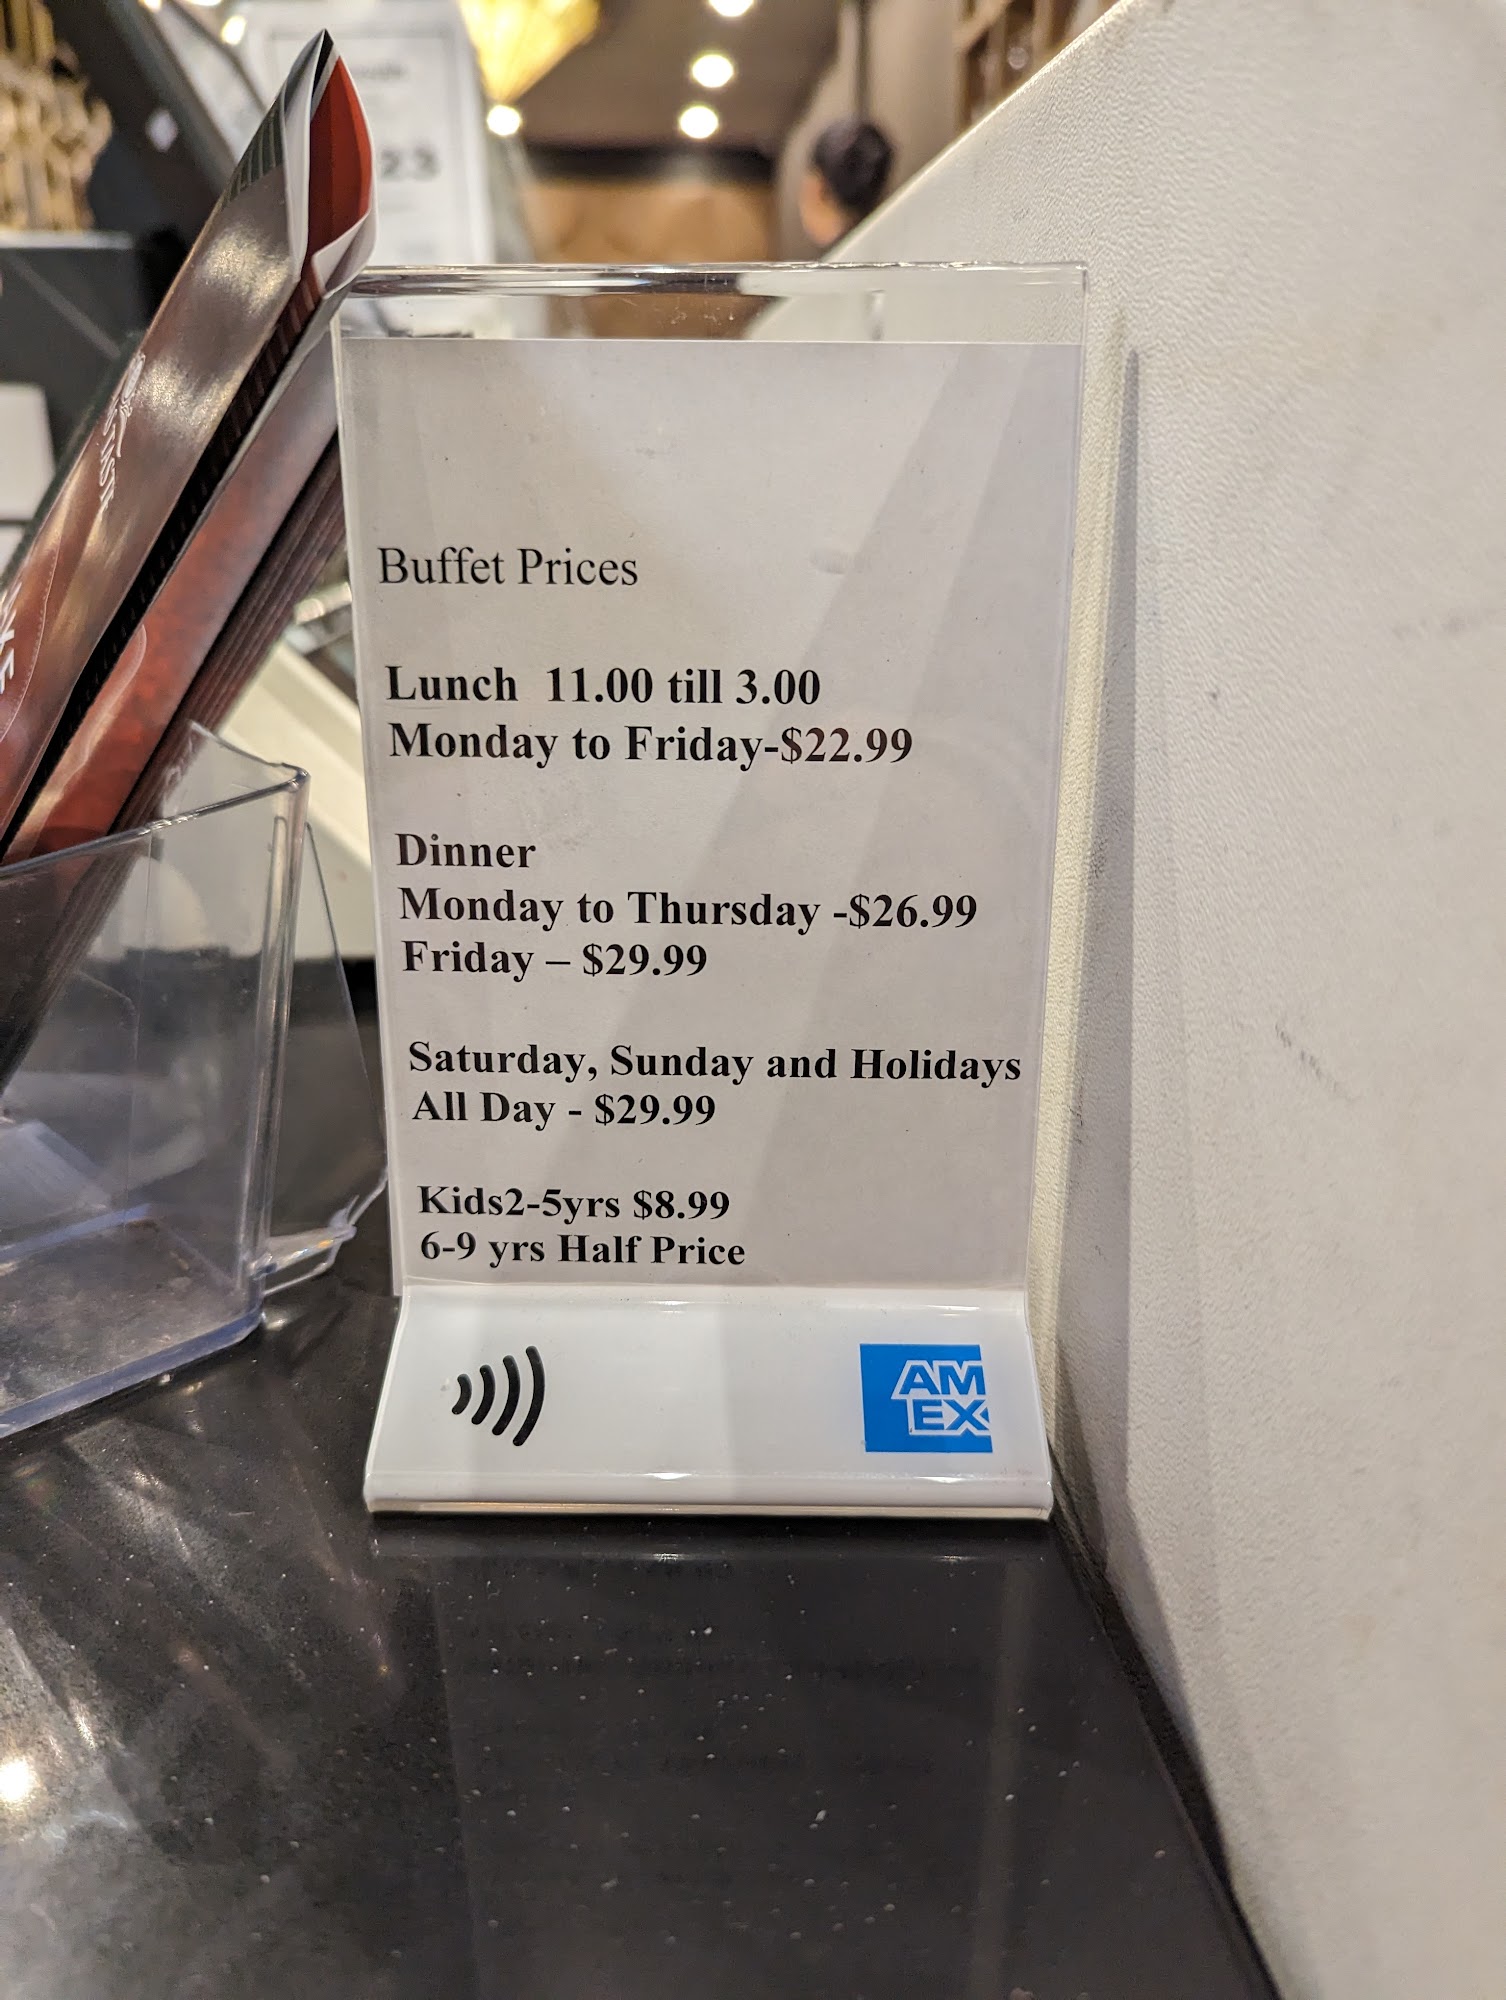 23
Buffet Prices
Lunch 11.00 till 3.00
Monday to Friday-$22.99
Dinner
Monday to Thursday -$26.99
Friday – $29.99
Saturday, Sunday and Holidays
All Day - $29.99
Kids2-5yrs $8.99
6-9 yrs Half Price
AM
EX